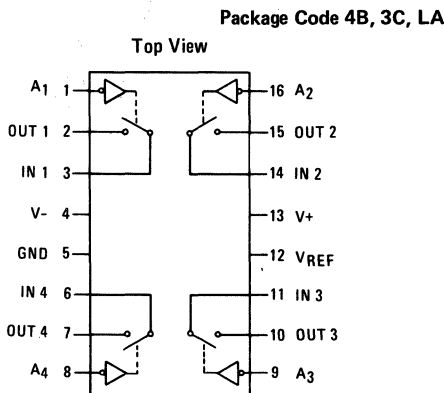 Package Code 4B, 3C, LA
Top View
A1 1 16 A2
OUT 1 2 15 OUT 2
IN 1 3 14 IN 2
V- 4 13 V+
GND 5 12 VREF
IN 4 6 11 IN 3
OUT 4 7 10 OUT 3
A4 8 9 A3